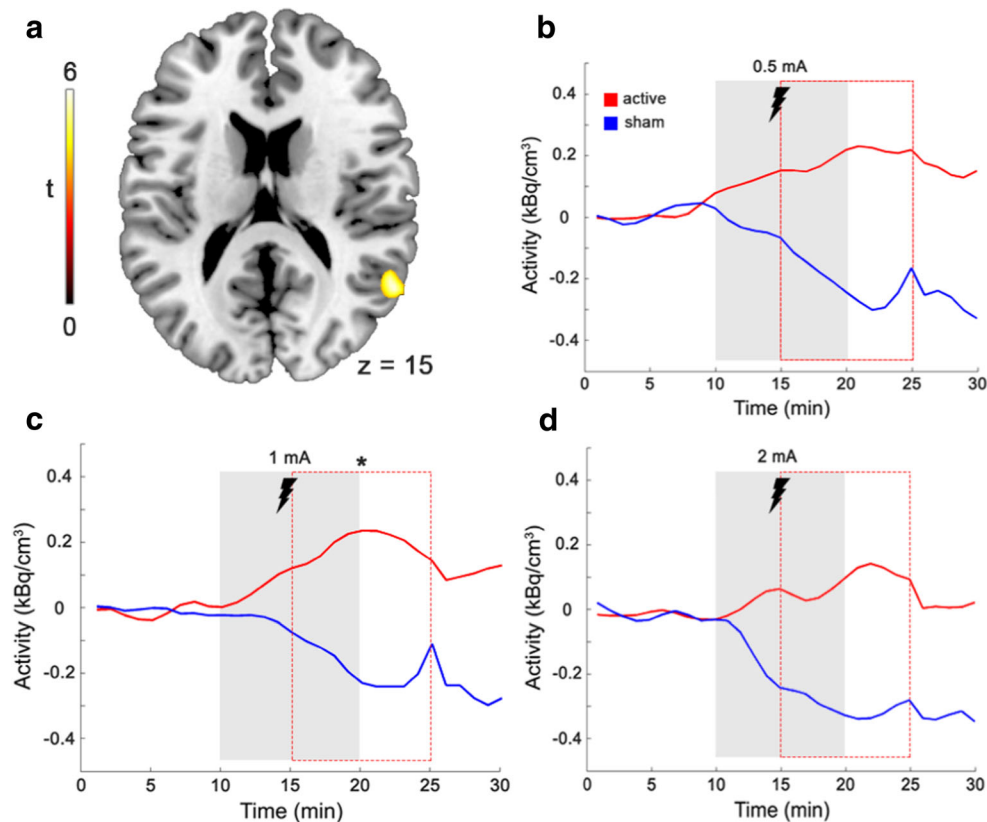 a
6
t
0
z = 15
b
0.5 mA
active
sham
Activity (kBq/cm³)
0.4
0.2
0
-0.2
-0.4
0 5 10 15 20 25 30
Time (min)
c
1 mA
*
Activity (kBq/cm³)
0.4
0.2
0
-0.2
-0.4
0 5 10 15 20 25 30
Time (min)
d
2 mA
Activity (kBq/cm³)
0.4
0.2
0
-0.2
-0.4
0 5 10 15 20 25 30
Time (min)